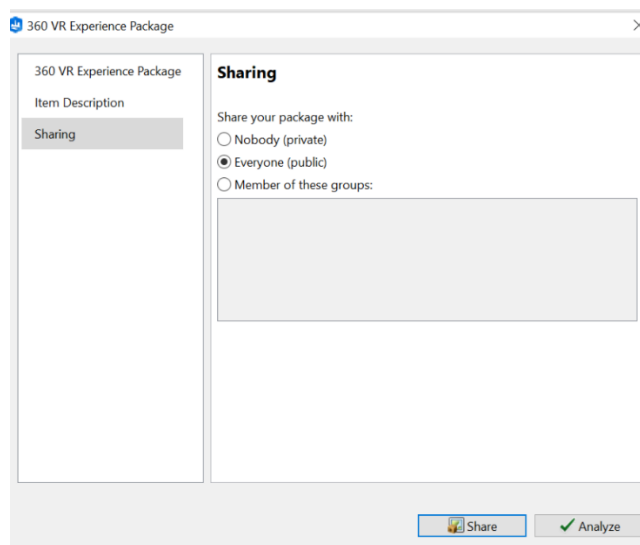 360 VR Experience Package
360 VR Experience Package
Item Description
Sharing
Sharing
Share your package with:
Nobody (private)
Everyone (public)
Member of these groups:
Share
Analyze